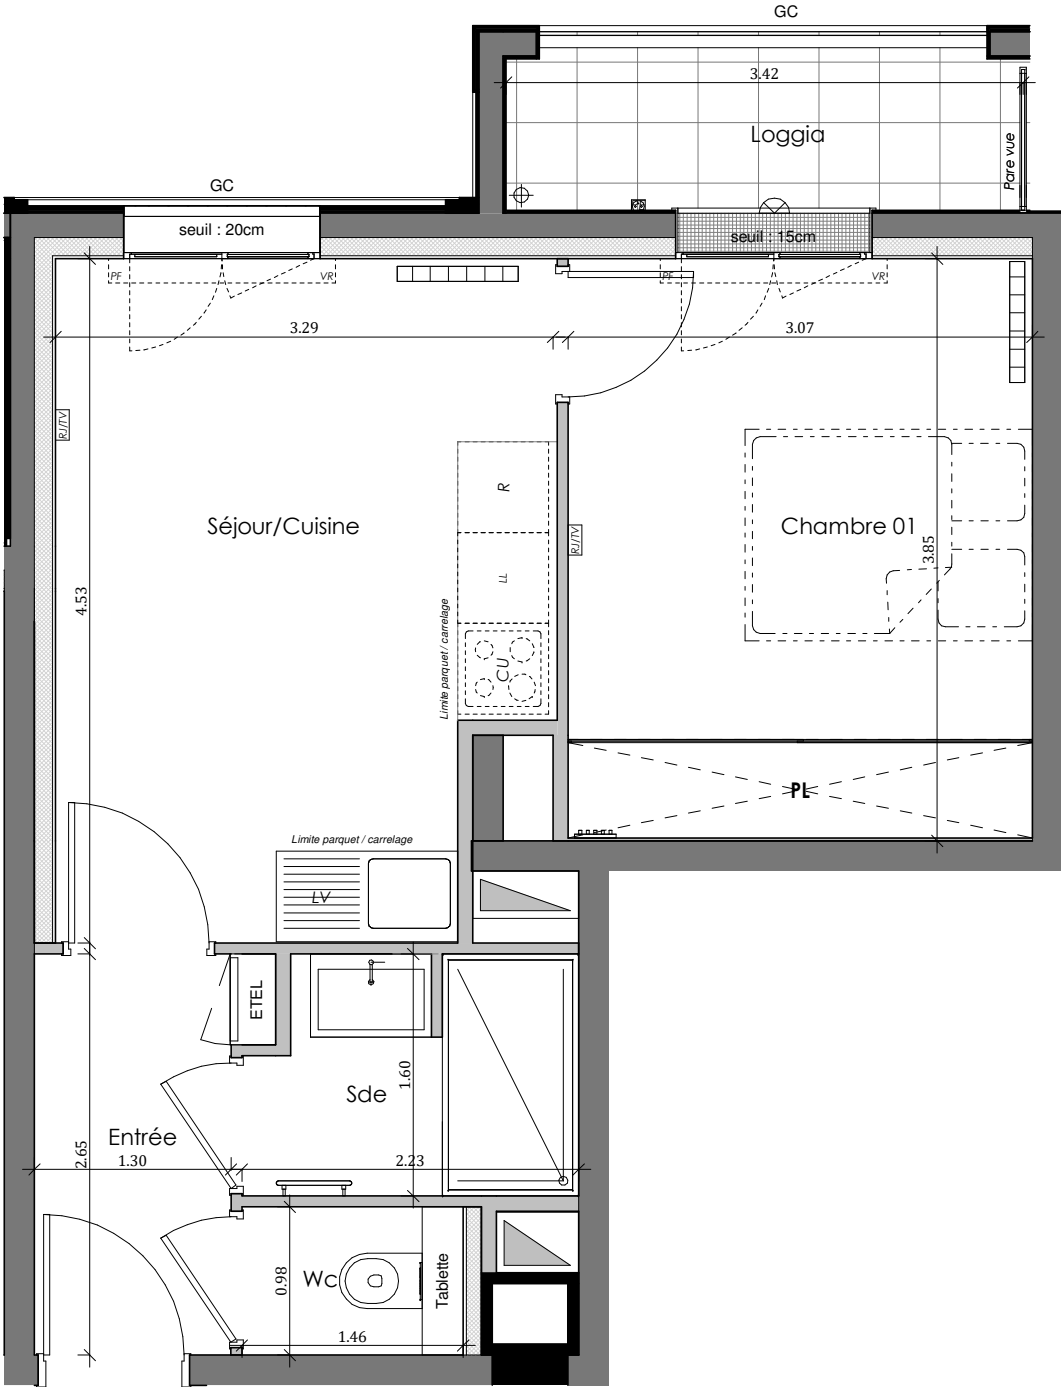 GC
3.42
Loggia
Pare vue
GC
seuil : 20cm
seuil : 15cm
PF
VR
PF
VR
3.29
3.07
RJ/TV
R
Séjour/Cuisine
Chambre 01
RJ/TV
3.85
LL
4.53
Limite parquet / carrelage
CU
PL
Limite parquet / carrelage
LV
ETEL
1.60
Sde
Entrée
2.65
1.30
2.23
Wc
0.98
Tablette
1.46